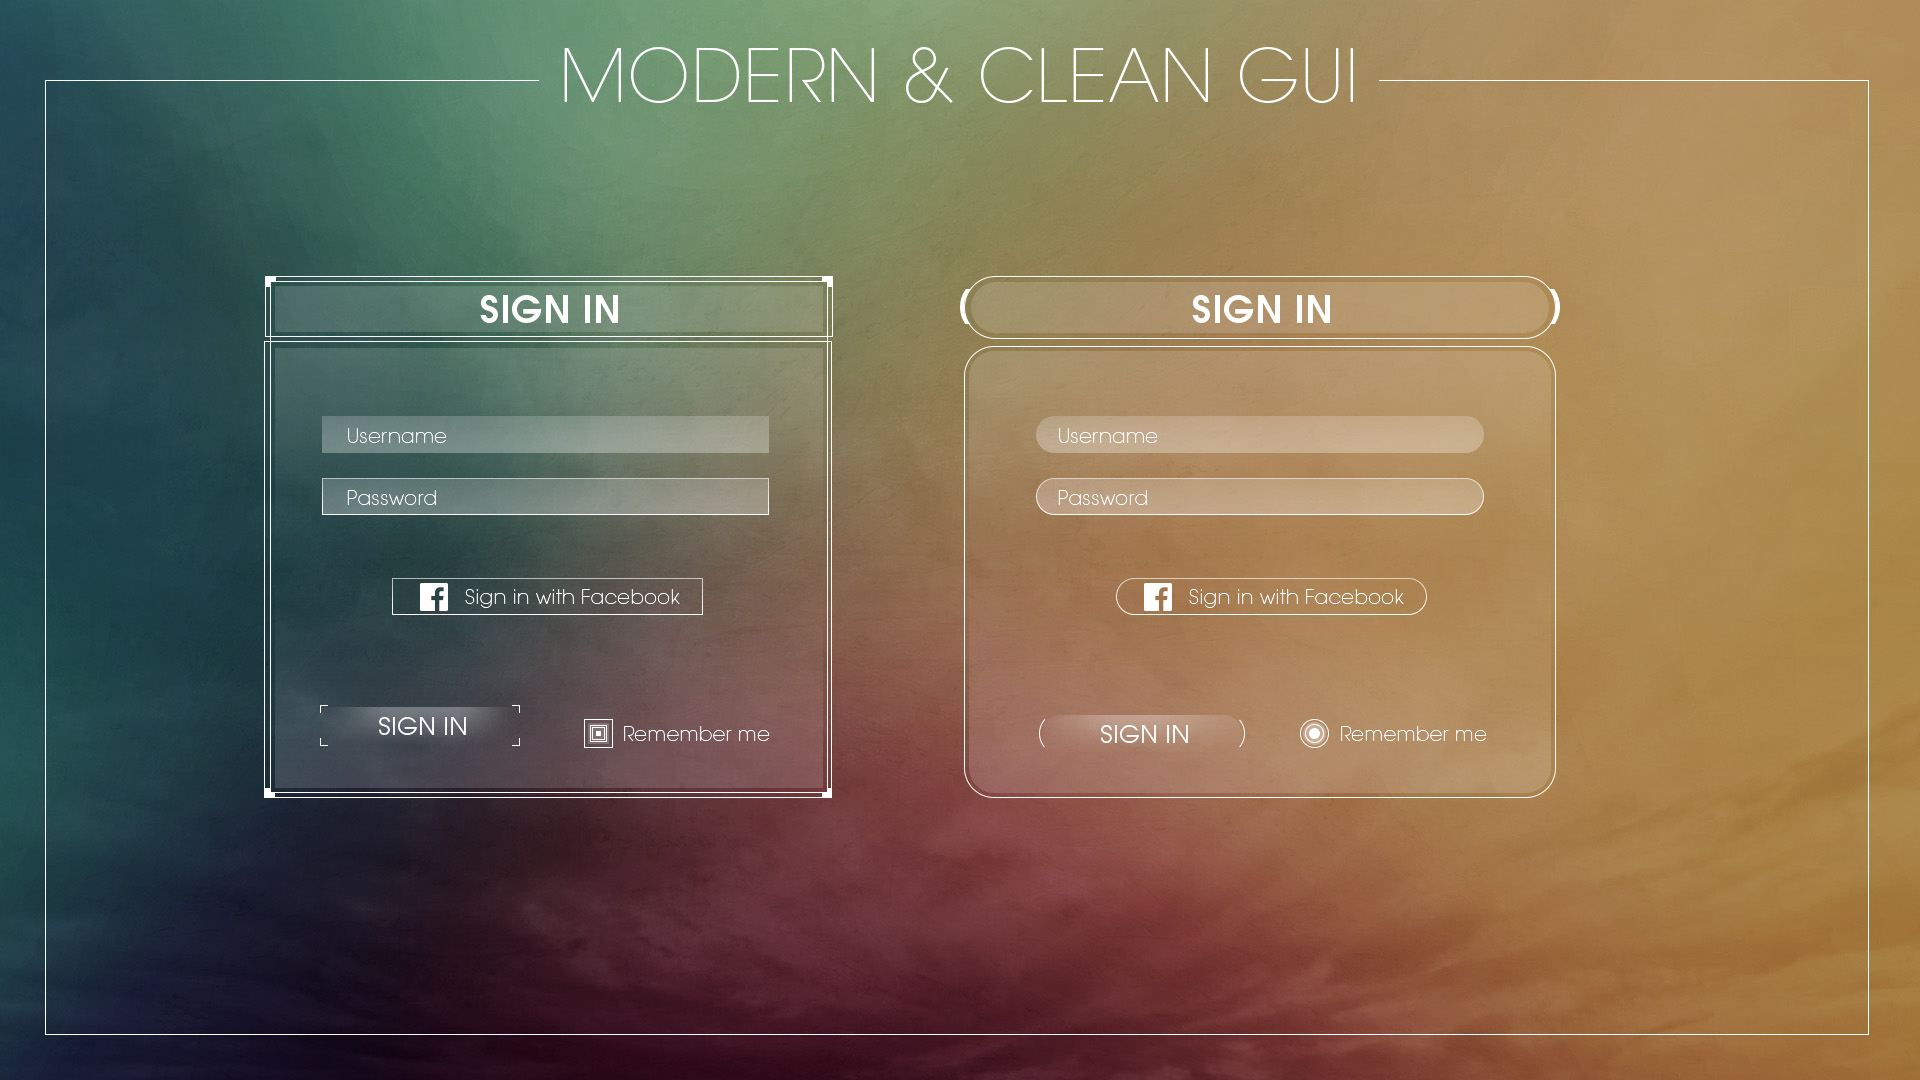 MODERN & CLEAN GUI
SIGN IN
Username
Password
Sign in with Facebook
SIGN IN
Remember me
SIGN IN
Username
Password
Sign in with Facebook
SIGN IN
Remember me